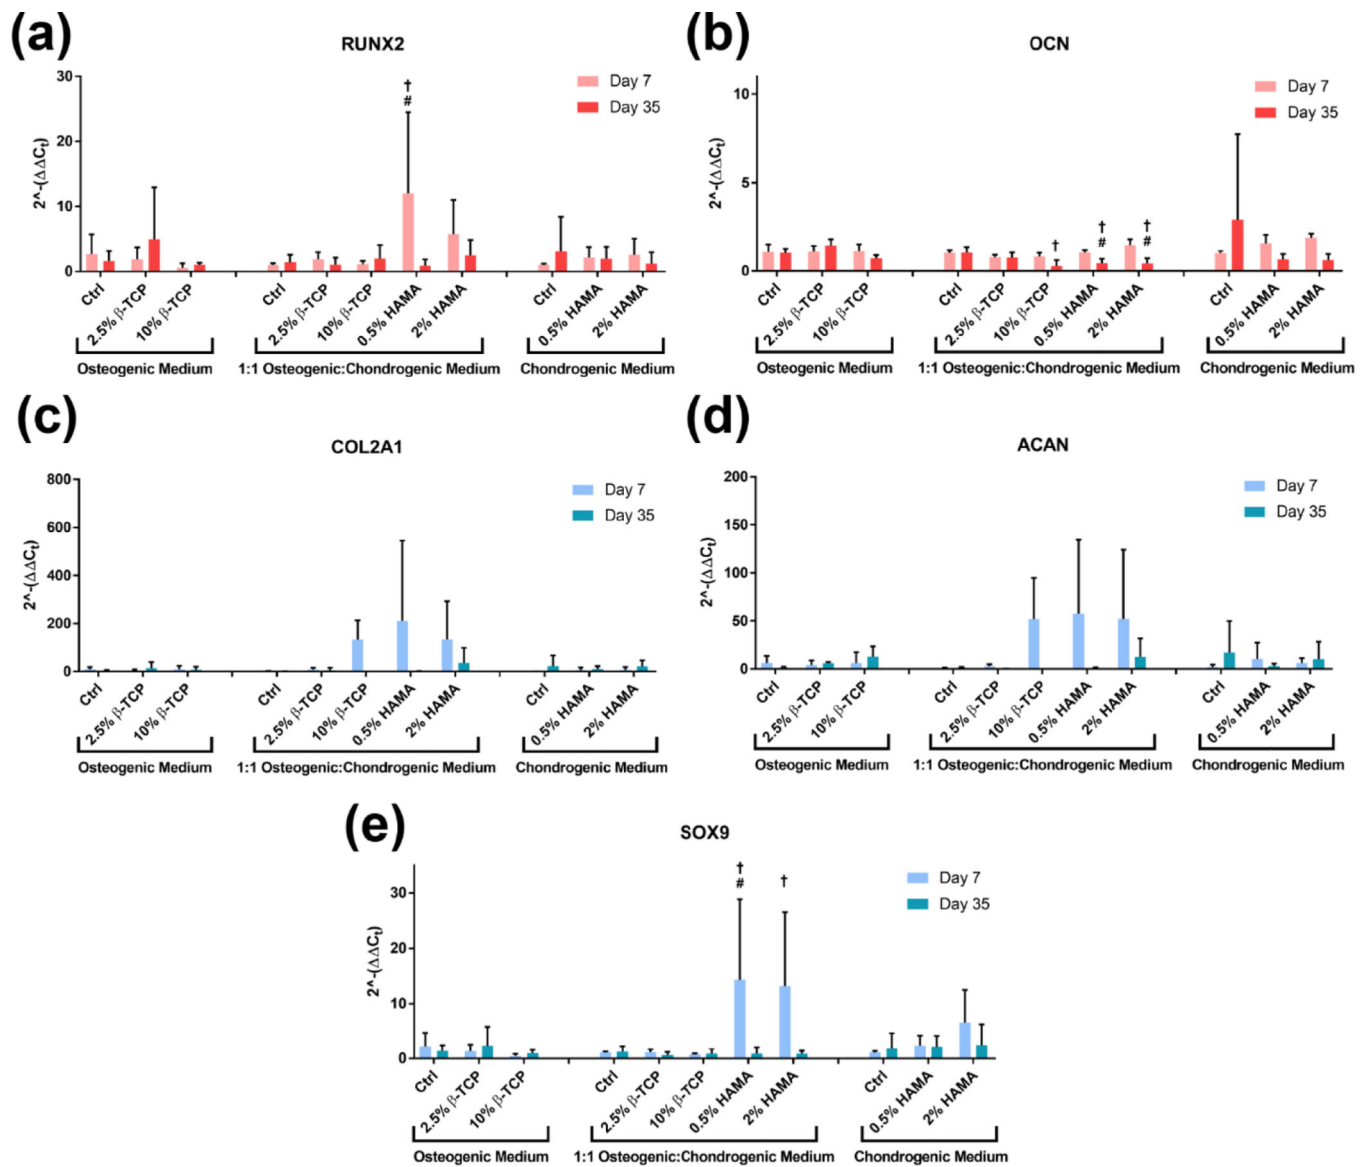 (a)
RUNX2
30
20
10
0
2^-(ΔΔCt)
Day 7
Day 35
†
#
Ctrl
2.5% β-TCP
10% β-TCP
Ctrl
2.5% β-TCP
10% β-TCP
0.5% HAMA
2% HAMA
Ctrl
0.5% HAMA
2% HAMA
Osteogenic Medium
1:1 Osteogenic:Chondrogenic Medium
Chondrogenic Medium
(b)
OCN
10
5
0
2^-(ΔΔCt)
Day 7
Day 35
†
†
#
†
#
Ctrl
2.5% β-TCP
10% β-TCP
Ctrl
2.5% β-TCP
10% β-TCP
0.5% HAMA
2% HAMA
Ctrl
0.5% HAMA
2% HAMA
Osteogenic Medium
1:1 Osteogenic:Chondrogenic Medium
Chondrogenic Medium
(c)
COL2A1
800
600
400
200
0
2^-(ΔΔCt)
Day 7
Day 35
Ctrl
2.5% β-TCP
10% β-TCP
Ctrl
2.5% β-TCP
10% β-TCP
0.5% HAMA
2% HAMA
Ctrl
0.5% HAMA
2% HAMA
Osteogenic Medium
1:1 Osteogenic:Chondrogenic Medium
Chondrogenic Medium
(d)
ACAN
200
150
100
50
0
2^-(ΔΔCt)
Day 7
Day 35
Ctrl
2.5% β-TCP
10% β-TCP
Ctrl
2.5% β-TCP
10% β-TCP
0.5% HAMA
2% HAMA
Ctrl
0.5% HAMA
2% HAMA
Osteogenic Medium
1:1 Osteogenic:Chondrogenic Medium
Chondrogenic Medium
(e)
SOX9
30
20
10
0
2^-(ΔΔCt)
Day 7
Day 35
†
#
†
Ctrl
2.5% β-TCP
10% β-TCP
Ctrl
2.5% β-TCP
10% β-TCP
0.5% HAMA
2% HAMA
Ctrl
0.5% HAMA
2% HAMA
Osteogenic Medium
1:1 Osteogenic:Chondrogenic Medium
Chondrogenic Medium